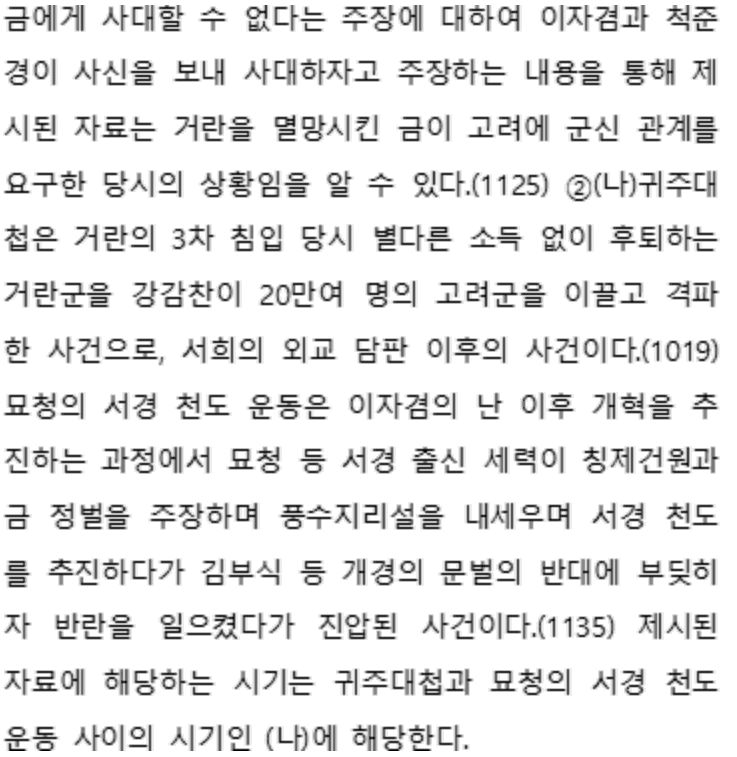 금에게 사대할 수 없다는 주장에 대하여 이자겸과 척준
경이 사신을 보내 사대하자고 주장하는 내용을 통해 제
시된 자료는 거란을 멸망시킨 금이 고려에 군신 관계를
요구한 당시의 상황임을 알 수 있다.(1125) ②(나)귀주대
첩은 거란의 3차 침입 당시 별다른 소득 없이 후퇴하는
거란군을 강감찬이 20만여 명의 고려군을 이끌고 격파
한 사건으로, 서희의 외교 담판 이후의 사건이다.(1019)
묘청의 서경 천도 운동은 이자겸의 난 이후 개혁을 추
진하는 과정에서 묘청 등 서경 출신 세력이 칭제건원과
금 정벌을 주장하며 풍수지리설을 내세우며 서경 천도
를 추진하다가 김부식 등 개경의 문벌의 반대에 부딪히
자 반란을 일으켰다가 진압된 사건이다.(1135) 제시된
자료에 해당하는 시기는 귀주대첩과 묘청의 서경 천도
운동 사이의 시기인 (나)에 해당한다.